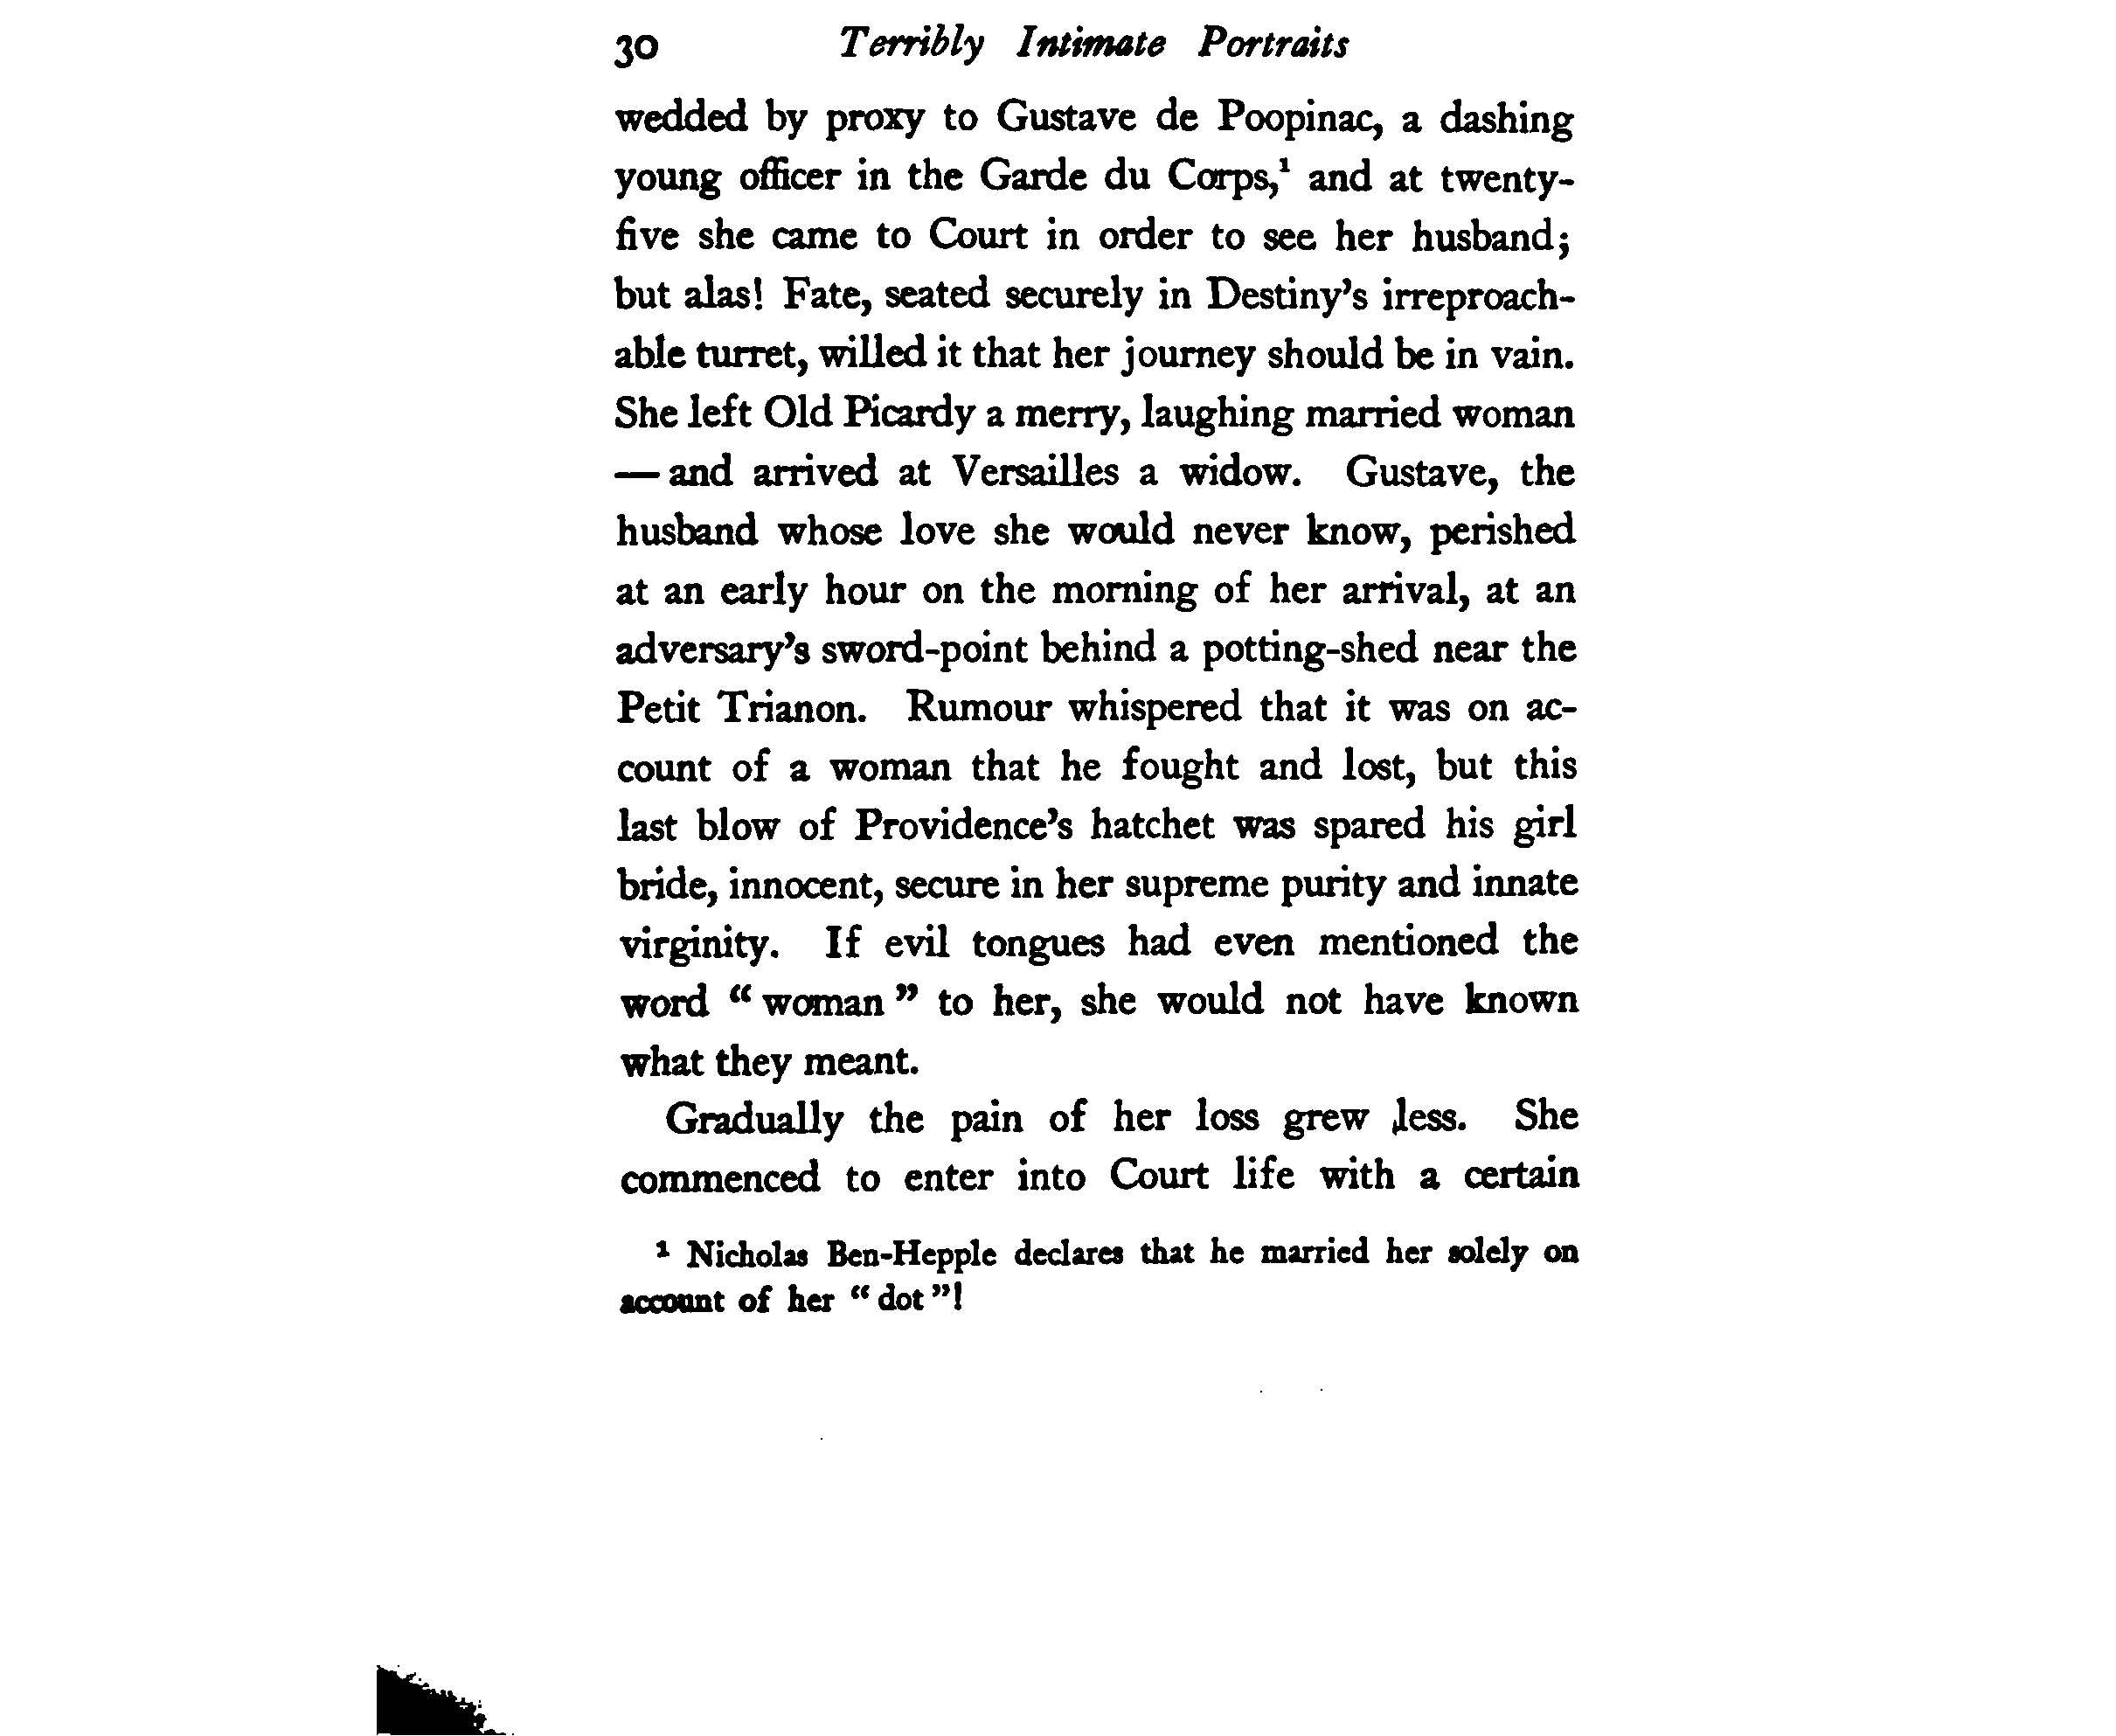 30 Terribly Intimate Portraits
wedded by proxy to Gustave de Poopinac, a dashing
young officer in the Garde du Corps,¹ and at twenty-
five she came to Court in order to see her husband;
but alas! Fate, seated securely in Destiny's irreproach-
able turret, willed it that her journey should be in vain.
She left Old Picardy a merry, laughing married woman
—and arrived at Versailles a widow. Gustave, the
husband whose love she would never know, perished
at an early hour on the morning of her arrival, at an
adversary's sword-point behind a potting-shed near the
Petit Trianon. Rumour whispered that it was on ac-
count of a woman that he fought and lost, but this
last blow of Providence's hatchet was spared his girl
bride, innocent, secure in her supreme purity and innate
virginity. If evil tongues had even mentioned the
word “ woman ” to her, she would not have known
what they meant.
Gradually the pain of her loss grew less. She
commenced to enter into Court life with a certain
¹ Nicholas Ben-Hepple declares that he married her solely on
account of her “ dot ”!